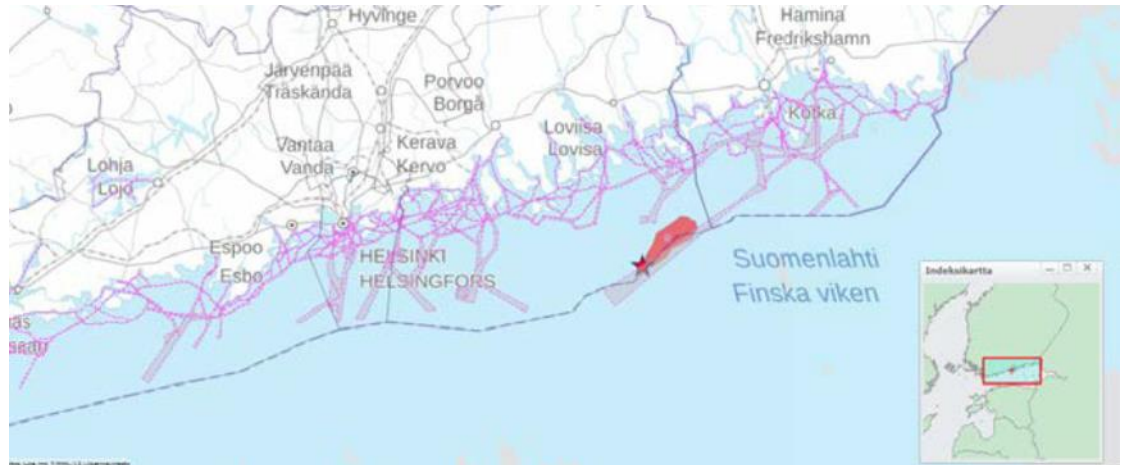 Hyvinge
Hamina
Fredrikshamn
Järvenpää
Träskända
Porvoo
Borgå
Kotka
Loviisa
Lovisa
Vantaa
Vanda
Kerava
Kervo
Lohja
Lojo
Espoo
Esbo
HELSINKI
HELSINGFORS
Suomenlahti
Finska viken
Indeksikartta